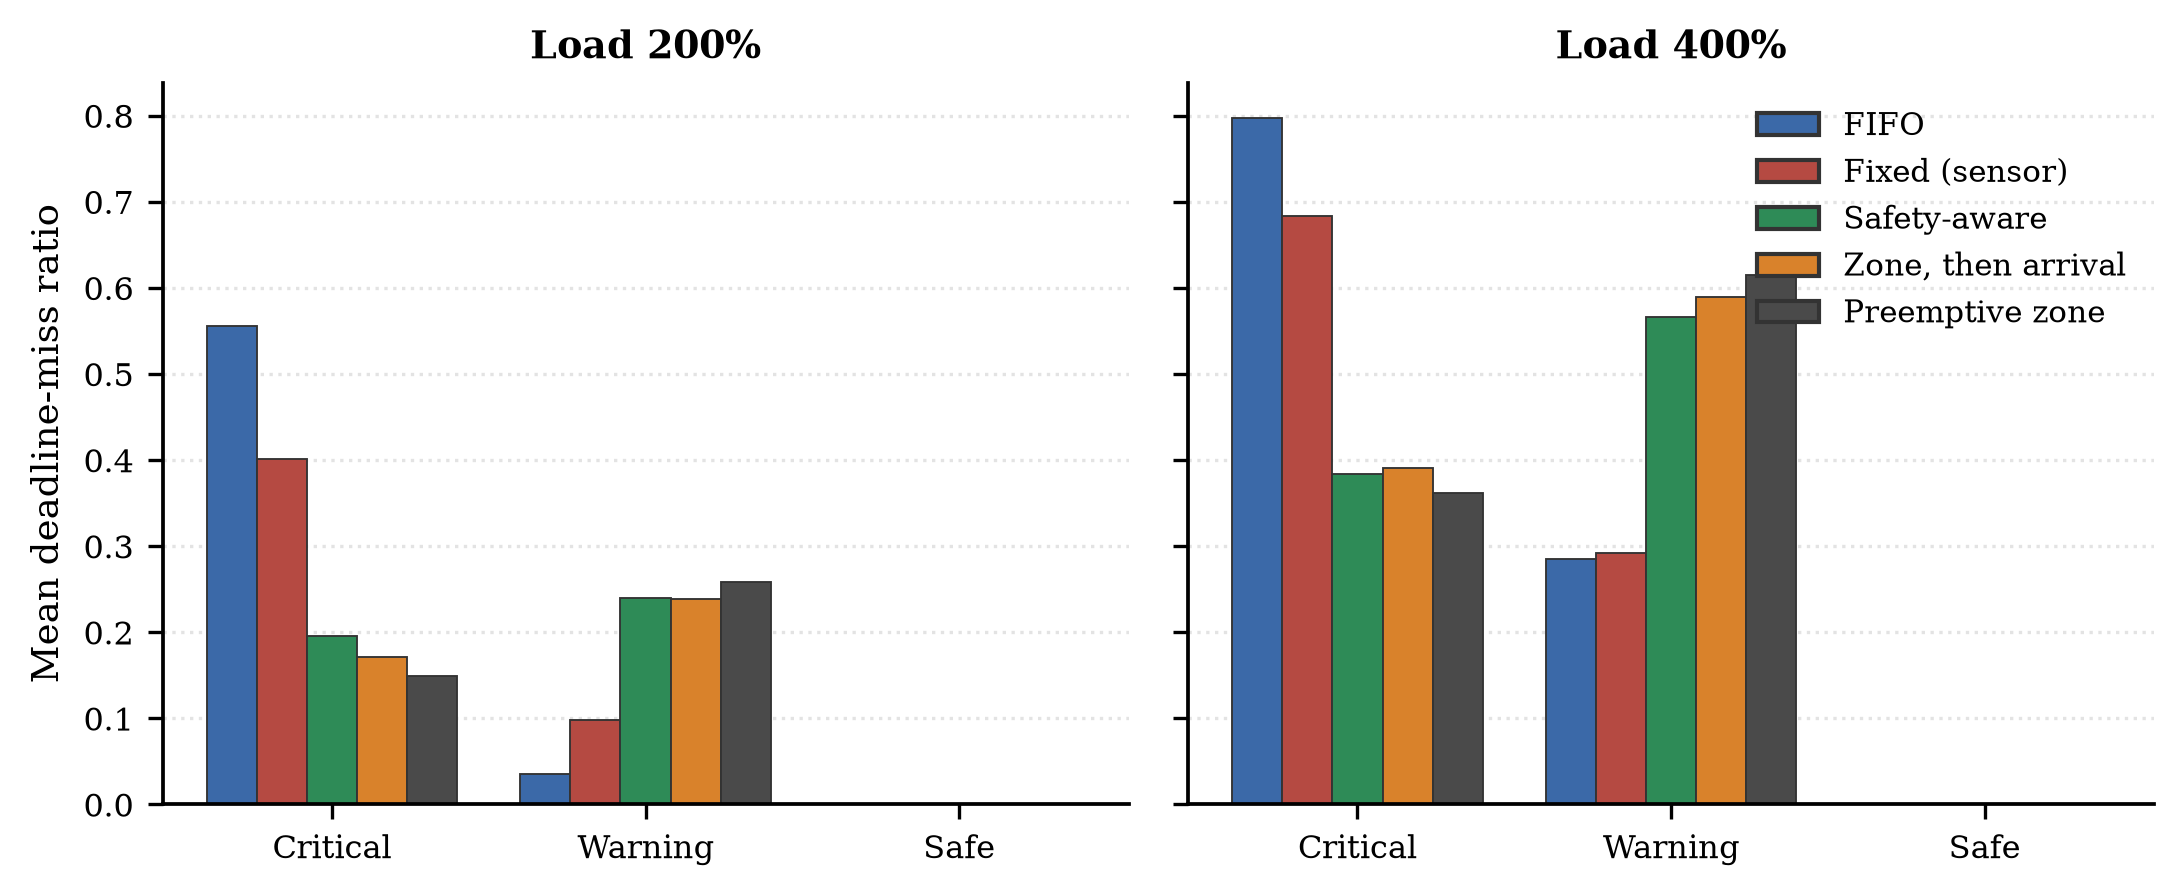 Load 200%
Load 400%
Mean deadline-miss ratio
0.8
0.7
0.6
0.5
0.4
0.3
0.2
0.1
0.0
Critical
Warning
Safe
FIFO
Fixed (sensor)
Safety-aware
Zone, then arrival
Preemptive zone
Critical
Warning
Safe